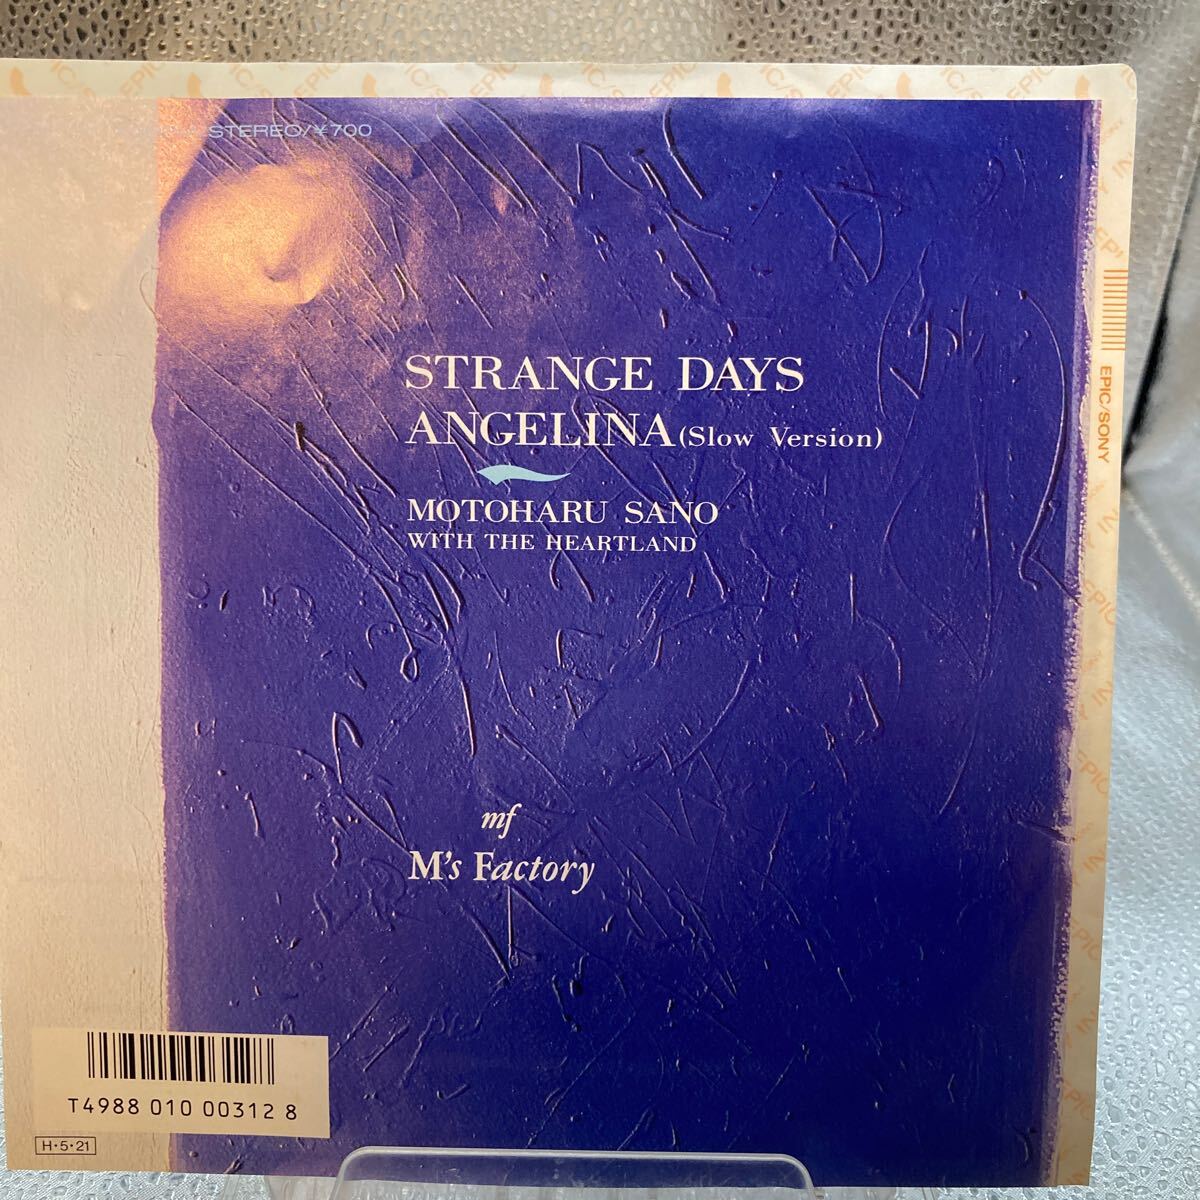 STEREO/¥700
STRANGE DAYS
ANGELINA (Slow Version)
MOTOHARU SANO
WITH THE HEARTLAND
mf
M's Factory
EPIC/SONY
T4988 010 00312 8
H・5・21